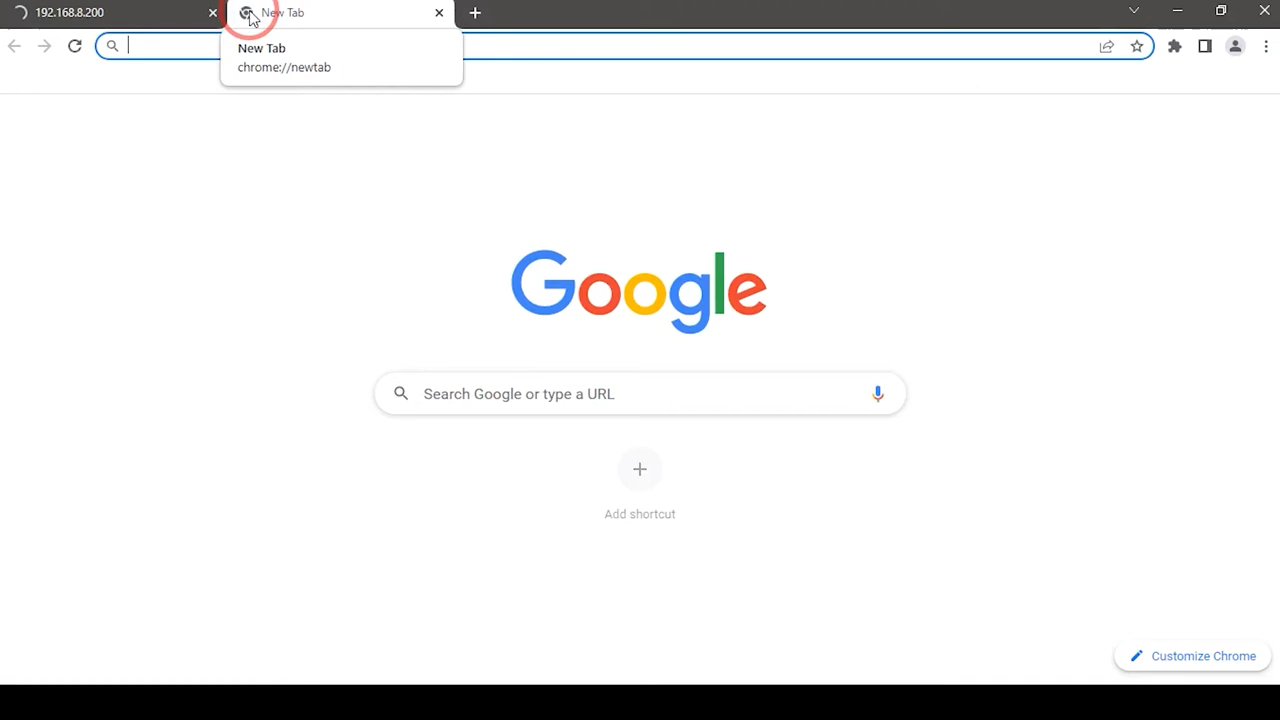 192.168.8.200
New Tab
New Tab
chrome://newtab
Google
Search Google or type a URL
Add shortcut
Customize Chrome